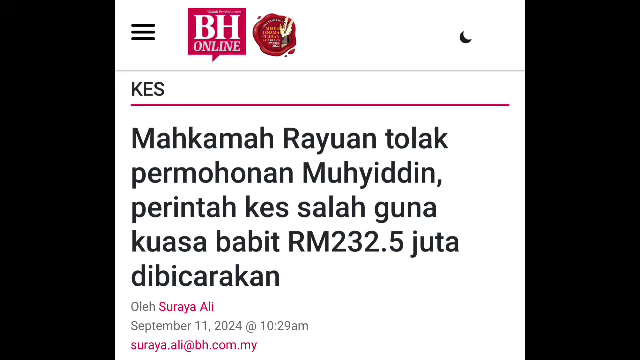 BH
ONLINE
KES
Mahkamah Rayuan tolak
permohonan Muhyiddin,
perintah kes salah guna
kuasa babit RM232.5 juta
dibicarakan
Oleh Suraya Ali
September 11, 2024 @ 10:29am
suraya.ali@bh.com.my